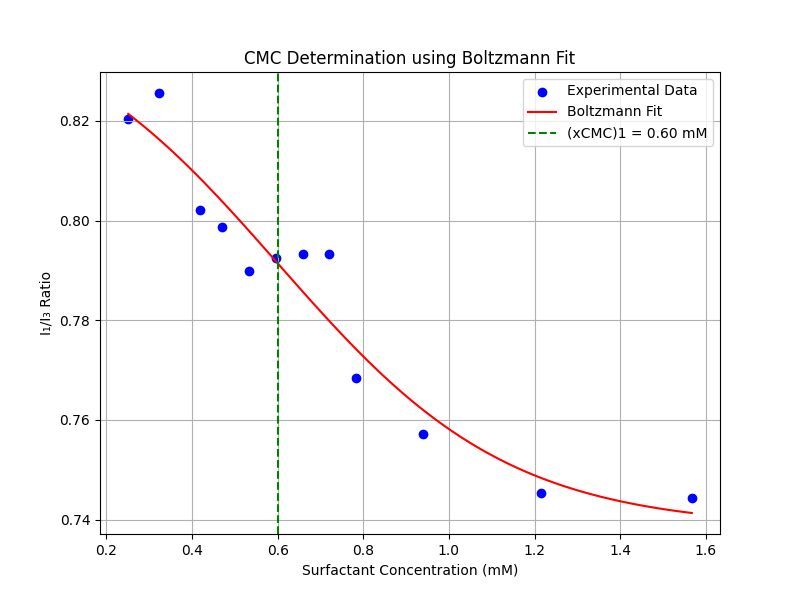 CMC Determination using Boltzmann Fit
Experimental Data
Boltzmann Fit
(xCMC)1 = 0.60 mM
I₁/I₃ Ratio
0.82
0.80
0.78
0.76
0.74
0.2 0.4 0.6 0.8 1.0 1.2 1.4 1.6
Surfactant Concentration (mM)